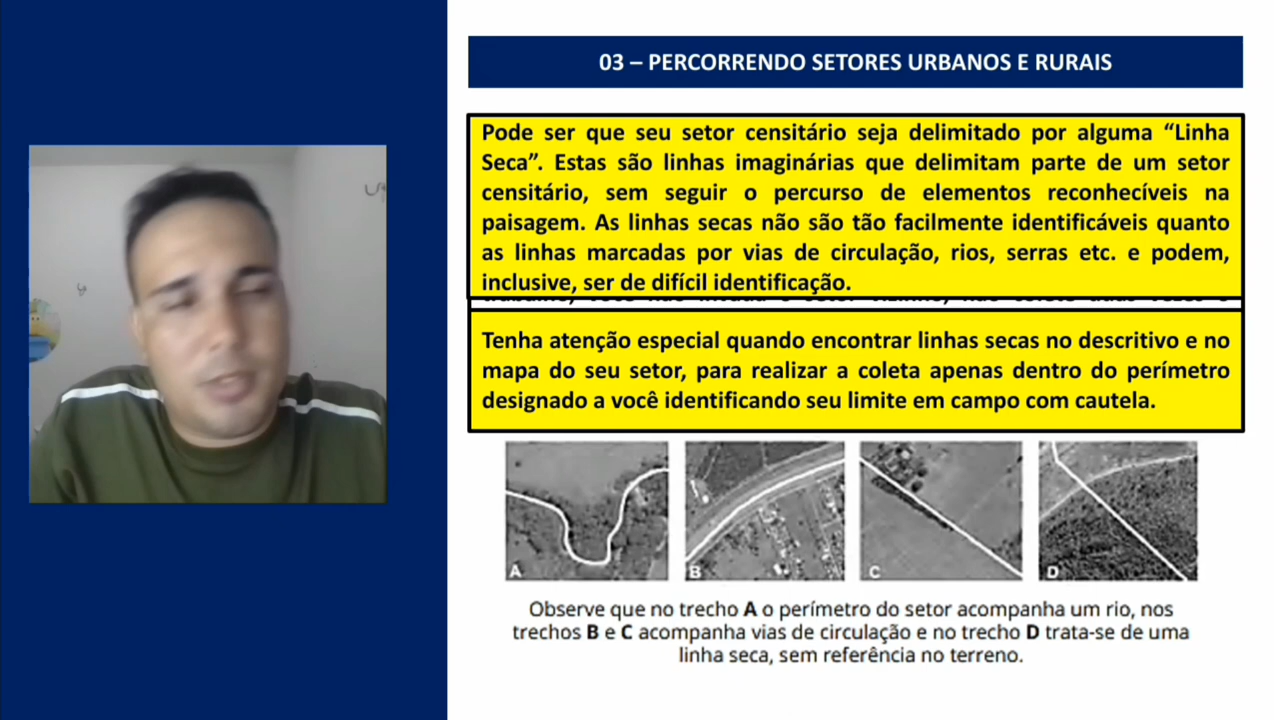 03 – PERCORRENDO SETORES URBANOS E RURAIS
Pode ser que seu setor censitário seja delimitado por alguma “Linha
Seca”. Estas são linhas imaginárias que delimitam parte de um setor
censitário, sem seguir o percurso de elementos reconhecíveis na
paisagem. As linhas secas não são tão facilmente identificáveis quanto
as linhas marcadas por vias de circulação, rios, serras etc. e podem,
inclusive, ser de difícil identificação.
Tenha atenção especial quando encontrar linhas secas no descritivo e no
mapa do seu setor, para realizar a coleta apenas dentro do perímetro
designado a você identificando seu limite em campo com cautela.
A B C D
Observe que no trecho A o perímetro do setor acompanha um rio, nos
trechos B e C acompanha vias de circulação e no trecho D trata-se de uma
linha seca, sem referência no terreno.